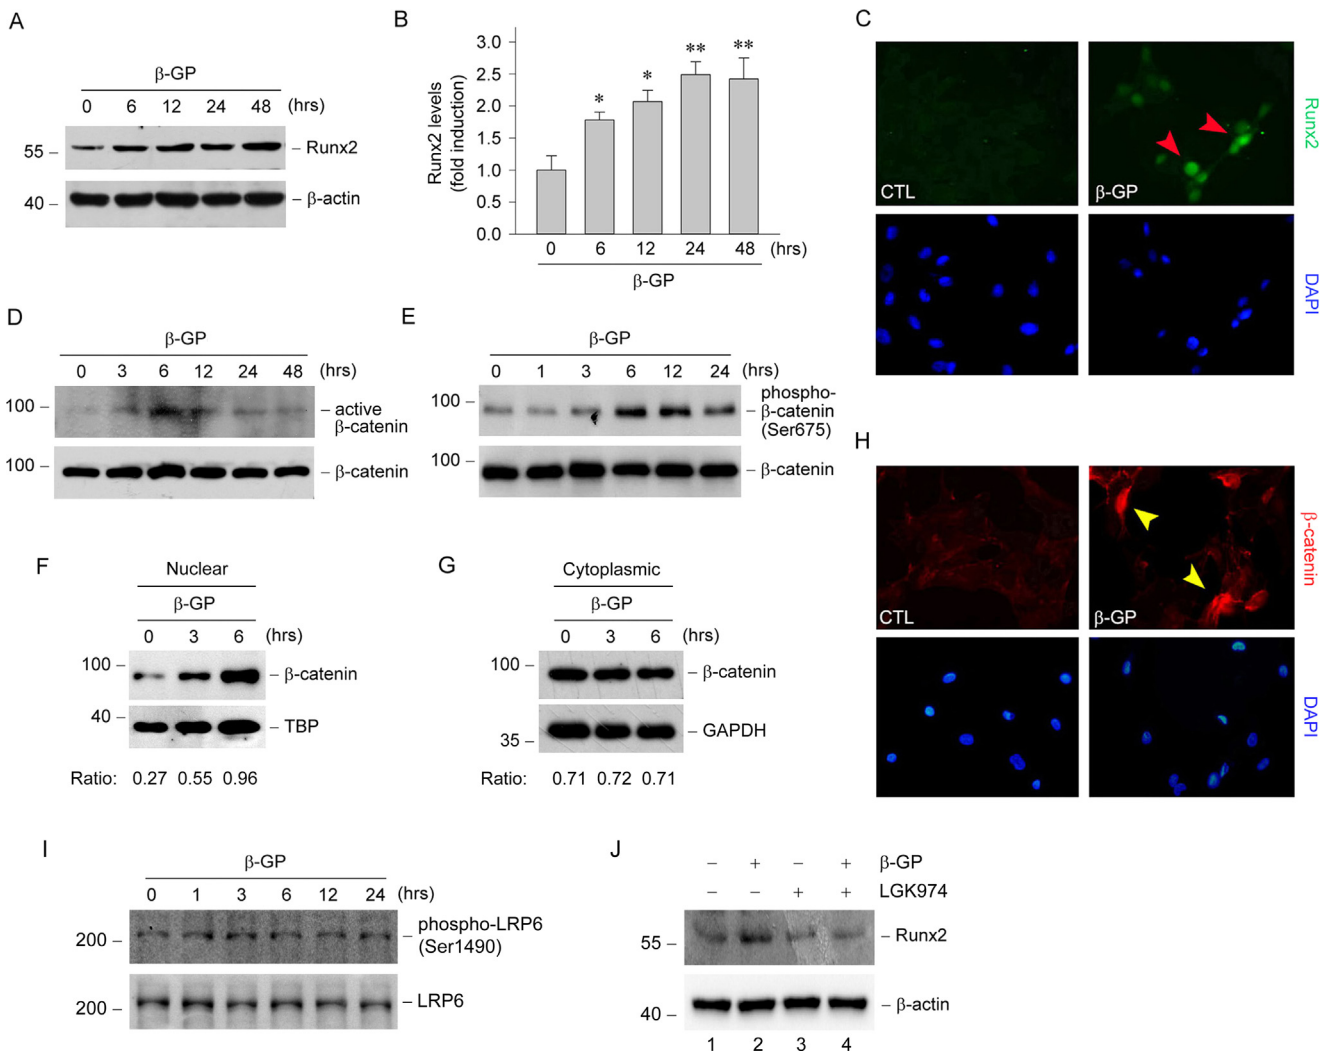 A
β-GP
0 6 12 24 48 (hrs)
55 – – Runx2
40 – – β-actin
B
Runx2 levels
(fold induction)
3.0
2.5
2.0
1.5
1.0
0.5
0.0
* * ** **
0 6 12 24 48 (hrs)
β-GP
C
CTL
β-GP
Runx2
DAPI
D
β-GP
0 3 6 12 24 48 (hrs)
100 – – active
β-catenin
100 – – β-catenin
E
β-GP
0 1 3 6 12 24 (hrs)
100 – phospho-
– β-catenin
(Ser675)
100 – – β-catenin
F
Nuclear
β-GP
0 3 6 (hrs)
100 – – β-catenin
40 – – TBP
Ratio: 0.27 0.55 0.96
G
Cytoplasmic
β-GP
0 3 6 (hrs)
100 – – β-catenin
35 – – GAPDH
Ratio: 0.71 0.72 0.71
H
CTL
β-GP
β-catenin
DAPI
I
β-GP
0 1 3 6 12 24 (hrs)
200 – – phospho-LRP6
(Ser1490)
200 – – LRP6
J
– + – + β-GP
– – + + LGK974
55 – – Runx2
40 – – β-actin
1 2 3 4